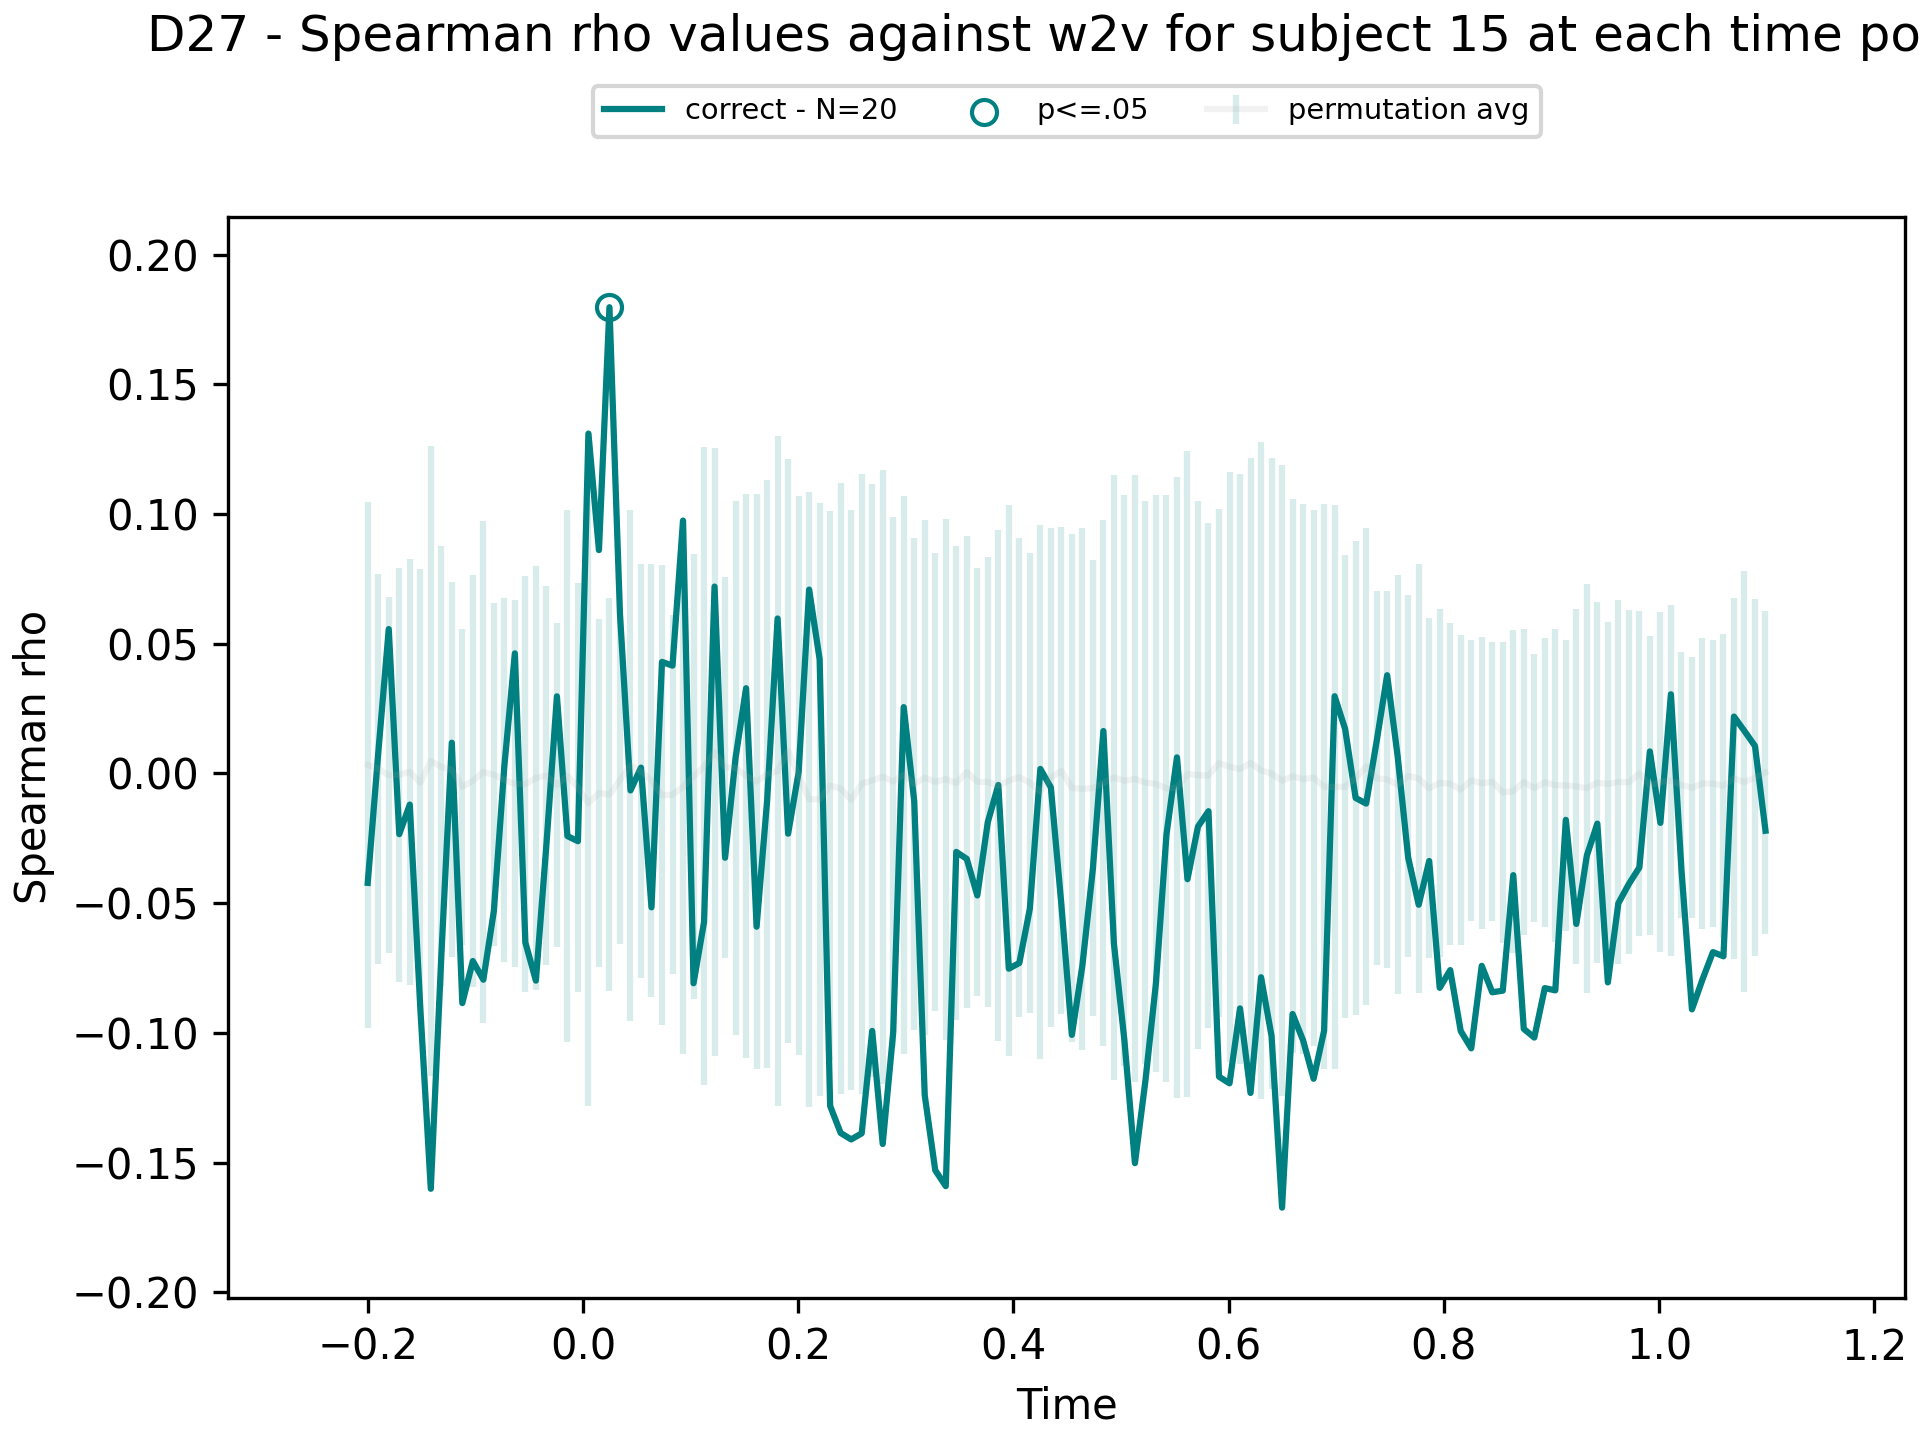 D27 - Spearman rho values against w2v for subject 15 at each time po
correct - N=20 p<=.05 permutation avg
Spearman rho
0.20
0.15
0.10
0.05
0.00
−0.05
−0.10
−0.15
−0.20
−0.2 0.0 0.2 0.4 0.6 0.8 1.0 1.2
Time